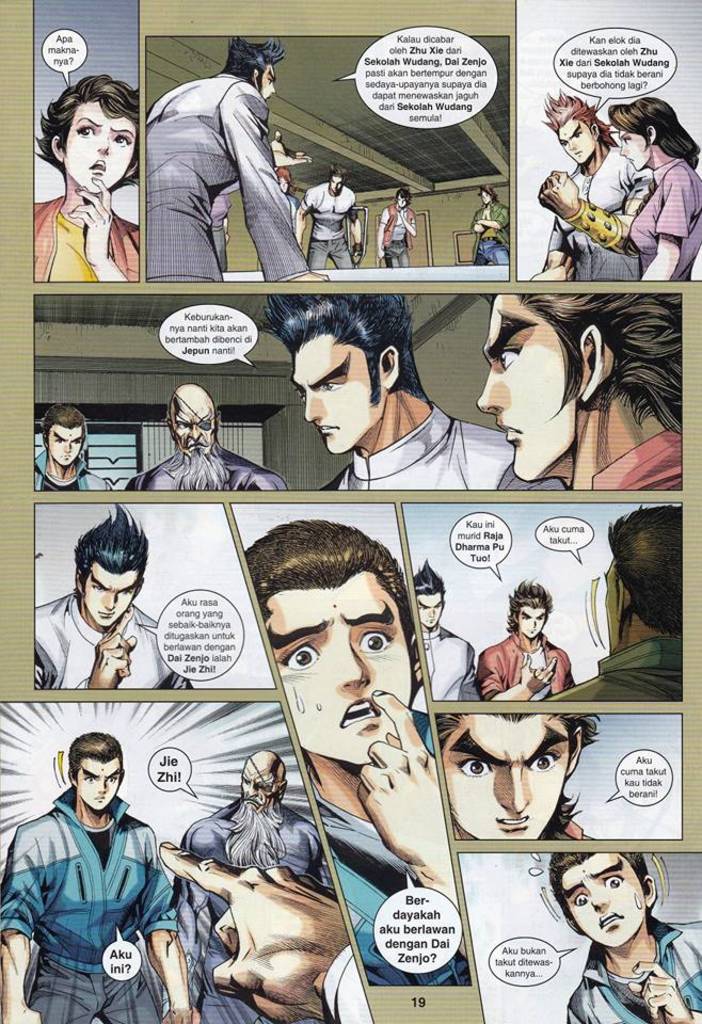 Apa
makna-
nya?
Kalau dicabar
oleh Zhu Xie dari
Sekolah Wudang, Dai Zenjo
pasti akan bertempur dengan
sedaya-upayanya supaya dia
dapat menewaskan jaguh
dari Sekolah Wudang
semula!
Kan elok dia
ditewaskan oleh Zhu
Xie dari Sekolah Wudang
supaya dia tidak berani
berbohong lagi?
Keburukan-
nya nanti kita akan
bertambah dibenci di
Jepun nanti!
Aku rasa
orang yang
sebaik-baiknya
ditugaskan untuk
berlawan dengan
Dai Zenjo ialah
Jie Zhi!
Kau ini
murid Raja
Dharma Pu
Tuo!
Aku cuma
takut...
Jie
Zhi!
Aku
ini?
Ber-
dayakah
aku berlawan
dengan Dai
Zenjo?
Aku
cuma takut
kau tidak
berani!
Aku bukan
takut ditewas-
kannya...
19